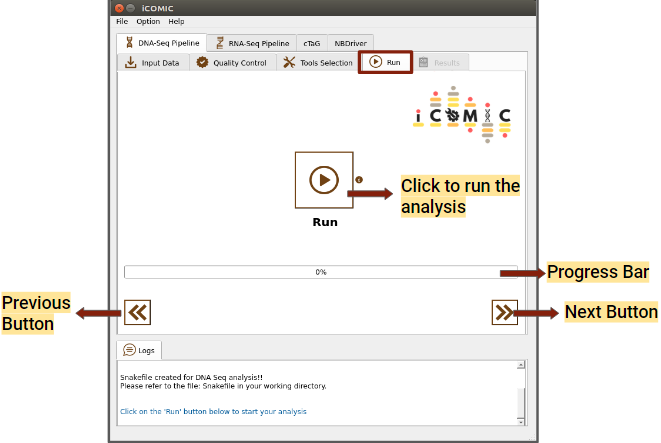 iCOMIC
File Option Help
DNA-Seq Pipeline RNA-Seq Pipeline cTaG NBDriver
Input Data Quality Control Tools Selection Run Results
iCOMIC
Click to run the
analysis
Run
0%
Progress Bar
Previous
Button
Next Button
Logs
Snakefile created for DNA Seq analysis!!
Please refer to the file: Snakefile in your working directory.
Click on the 'Run' button below to start your analysis